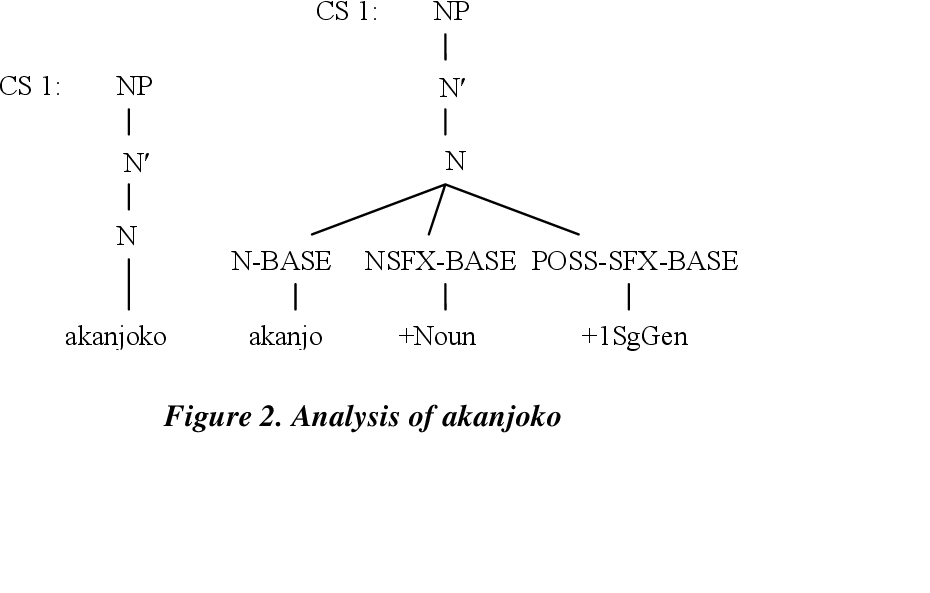 CS 1: NP
CS 1: NP
N′
N′
N
N
N-BASE NSFX-BASE POSS-SFX-BASE
akanjoko akanjo +Noun +1SgGen
Figure 2. Analysis of akanjoko